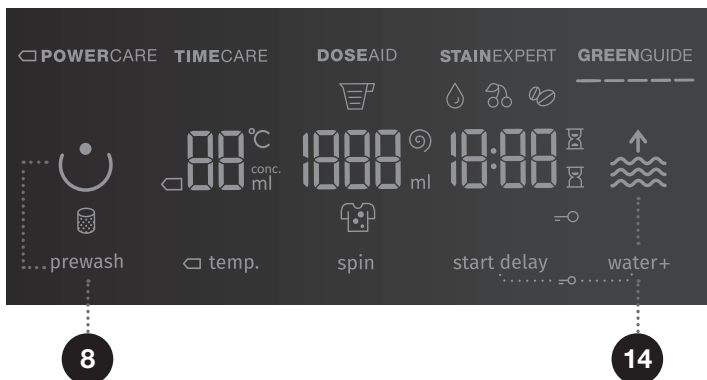 POWERCARE TIMECARE DOSEAID STAINEXPERT GREENGUIDE
88 °C 1888 18:88
conc.
ml ml
prewash temp. spin start delay water+
8 14